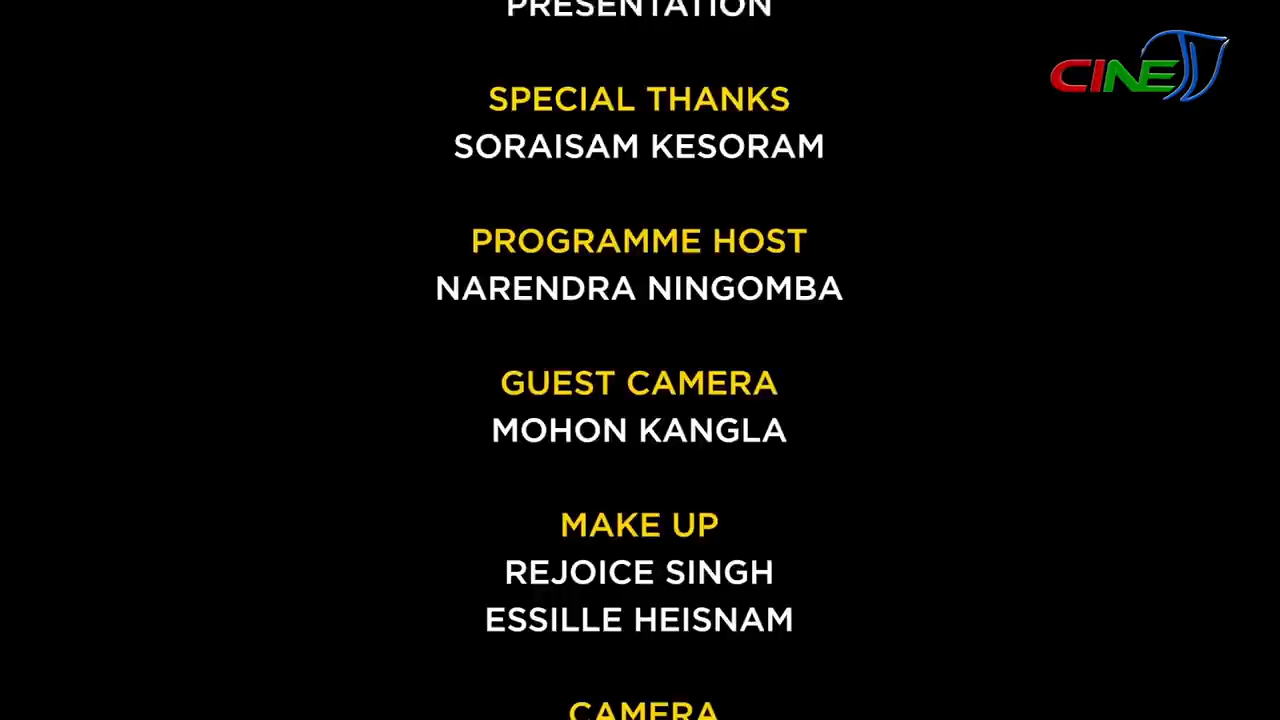 PRESENTATION
CINE TV
SPECIAL THANKS
SORAISAM KESORAM
PROGRAMME HOST
NARENDRA NINGOMBA
GUEST CAMERA
MOHON KANGLA
MAKE UP
REJOICE SINGH
ESSILLE HEISNAM
CAMERA